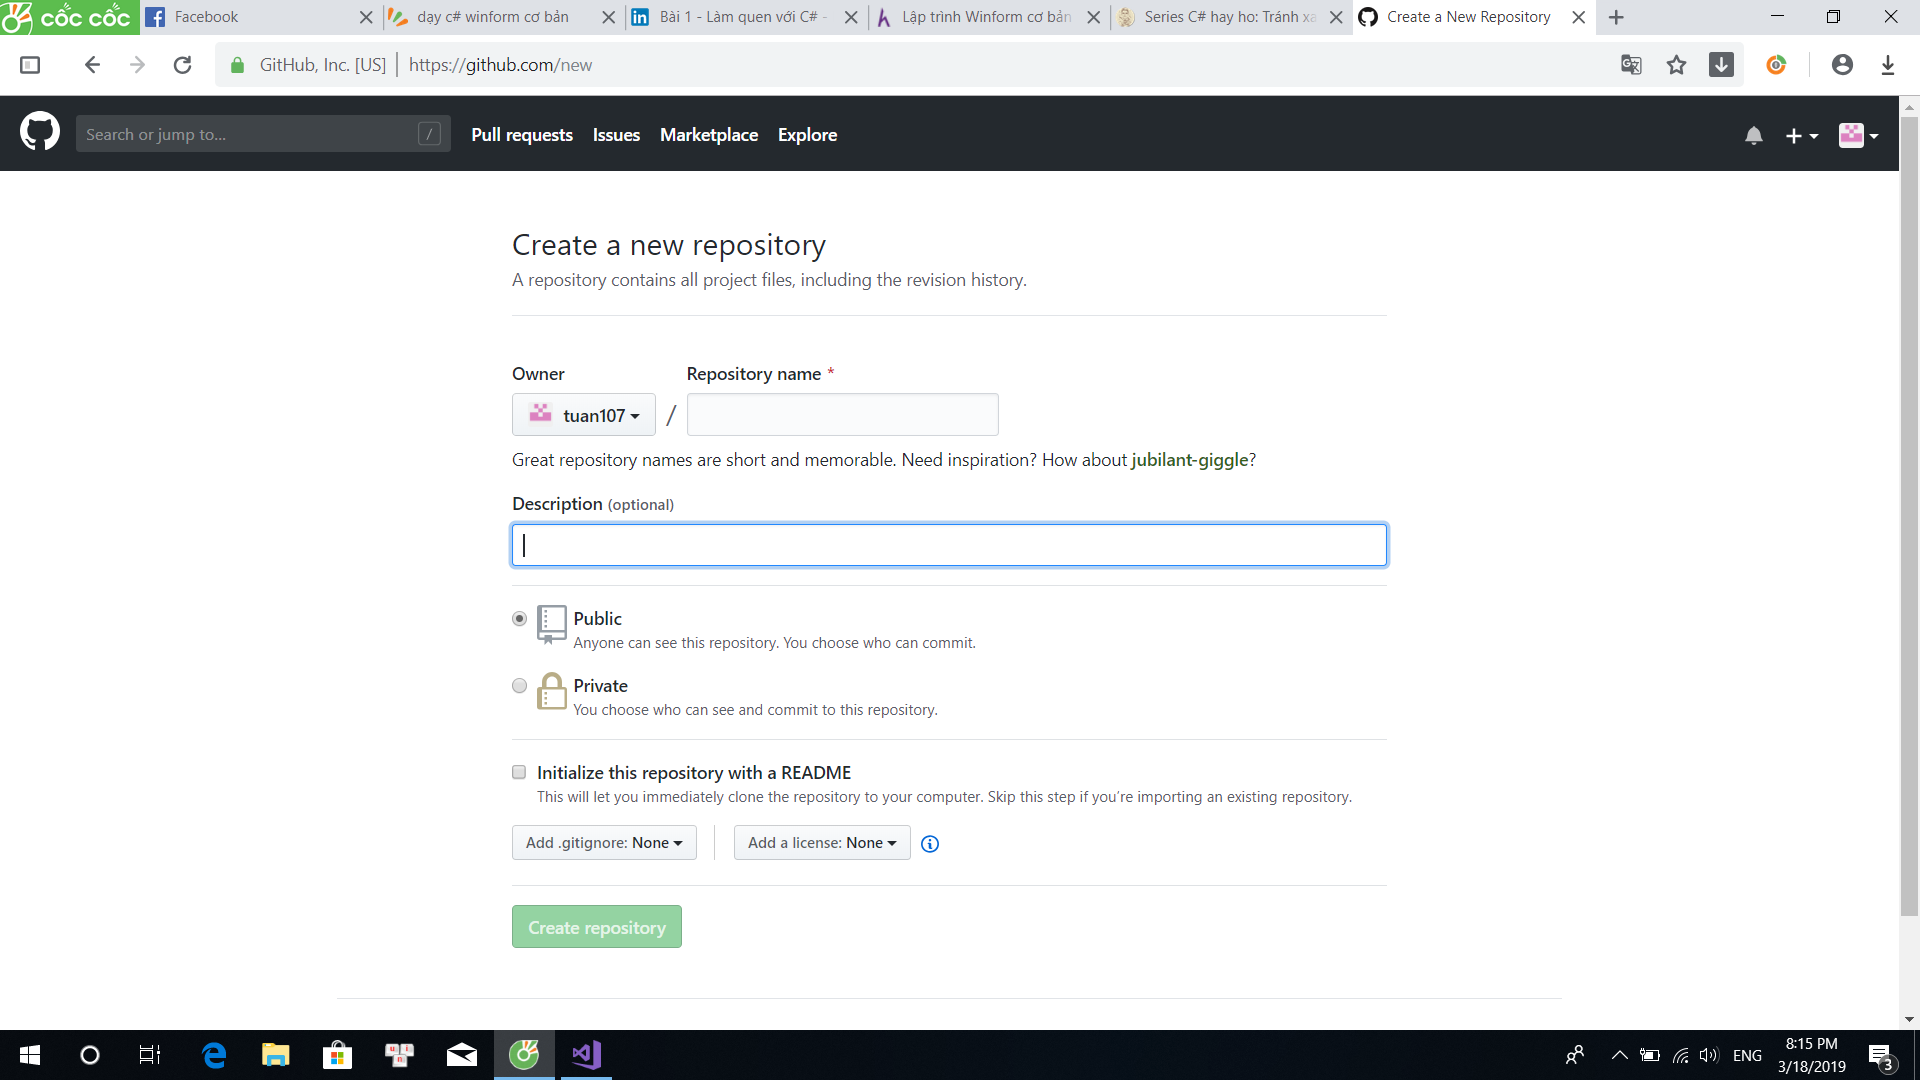 cốc cốc
Facebook
dạy c# winform cơ bản
Bài 1 - Làm quen với C# -
Lập trình Winform cơ bản
Series C# hay ho: Tránh xa
Create a New Repository
GitHub, Inc. [US]
https://github.com/new
Search or jump to...
/
Pull requests
Issues
Marketplace
Explore
Create a new repository
A repository contains all project files, including the revision history.
Owner
Repository name *
tuan107
/
Great repository names are short and memorable. Need inspiration? How about jubilant-giggle?
Description (optional)
Public
Anyone can see this repository. You choose who can commit.
Private
You choose who can see and commit to this repository.
Initialize this repository with a README
This will let you immediately clone the repository to your computer. Skip this step if you’re importing an existing repository.
Add .gitignore: None
Add a license: None
Create repository
ENG
8:15 PM
3/18/2019
3